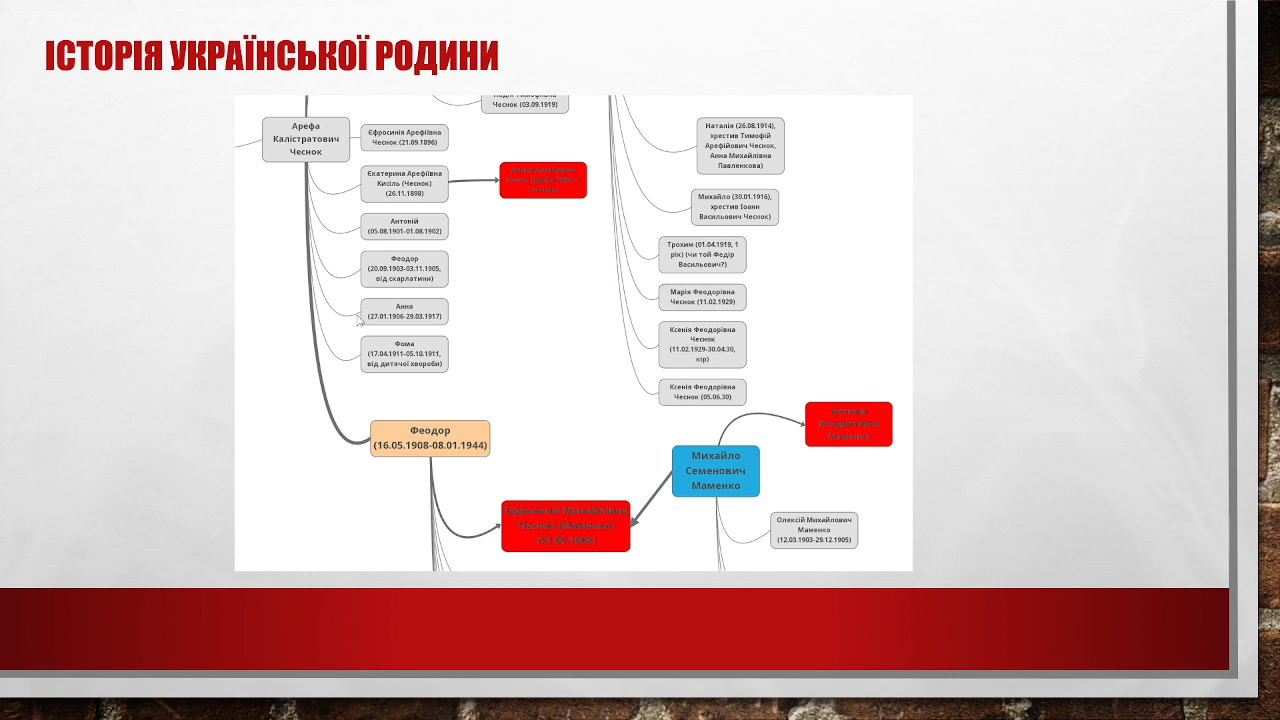 ІСТОРІЯ УКРАЇНСЬКОЇ РОДИНИ
Чеснок (03.09.1919)
Арефа
Калістратович
Чеснок
Єфросинія Арефіївна
Чеснок (21.09.1896)
Єкатерина Арефіївна
Кисіль (Чеснок)
(26.11.1898)
Антоній
(05.08.1901-01.08.1902)
Феодор
(20.09.1903-03.11.1905,
від скарлатини)
Анна
(27.01.1906-29.03.1917)
Фома
(17.04.1911-05.10.1911,
від дитячої хвороби)
Феодор
(16.05.1908-08.01.1944)
Наталія (26.08.1914),
хрестив Тимофій
Арефійович Чеснок,
Анна Михайлівна
Павленкова)
Михайло (30.01.1916),
хрестив Іоанн
Васильович Чеснок)
Трохим (01.04.1919, 1
рік) (чи той Федір
Васильович?)
Марія Феодорівна
Чеснок (11.02.1929)
Ксенія Феодорівна
Чеснок
(11.02.1929-30.04.30,
кір)
Ксенія Феодорівна
Чеснок (05.06.30)
Маменко
Михайло
Семенович
Маменко
Єфросинія Михайлівна
Чеснок (Маменко)
Олексій Михайлович
Маменко
(12.03.1903-29.12.1905)